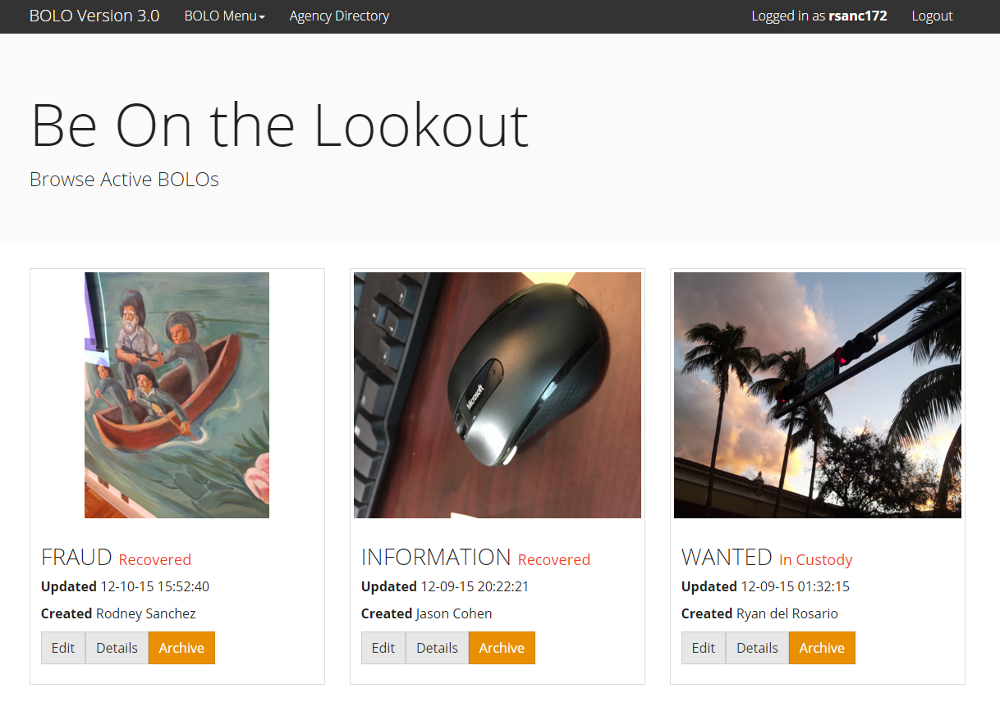 BOLO Version 3.0 BOLO Menu Agency Directory Logged in as rsanc172 Logout
Be On the Lookout
Browse Active BOLOs
Microsoft
FRAUD Recovered
Updated 12-10-15 15:52:40
Created Rodney Sanchez
Edit Details Archive
INFORMATION Recovered
Updated 12-09-15 20:22:21
Created Jason Cohen
Edit Details Archive
WANTED In Custody
Updated 12-09-15 01:32:15
Created Ryan del Rosario
Edit Details Archive